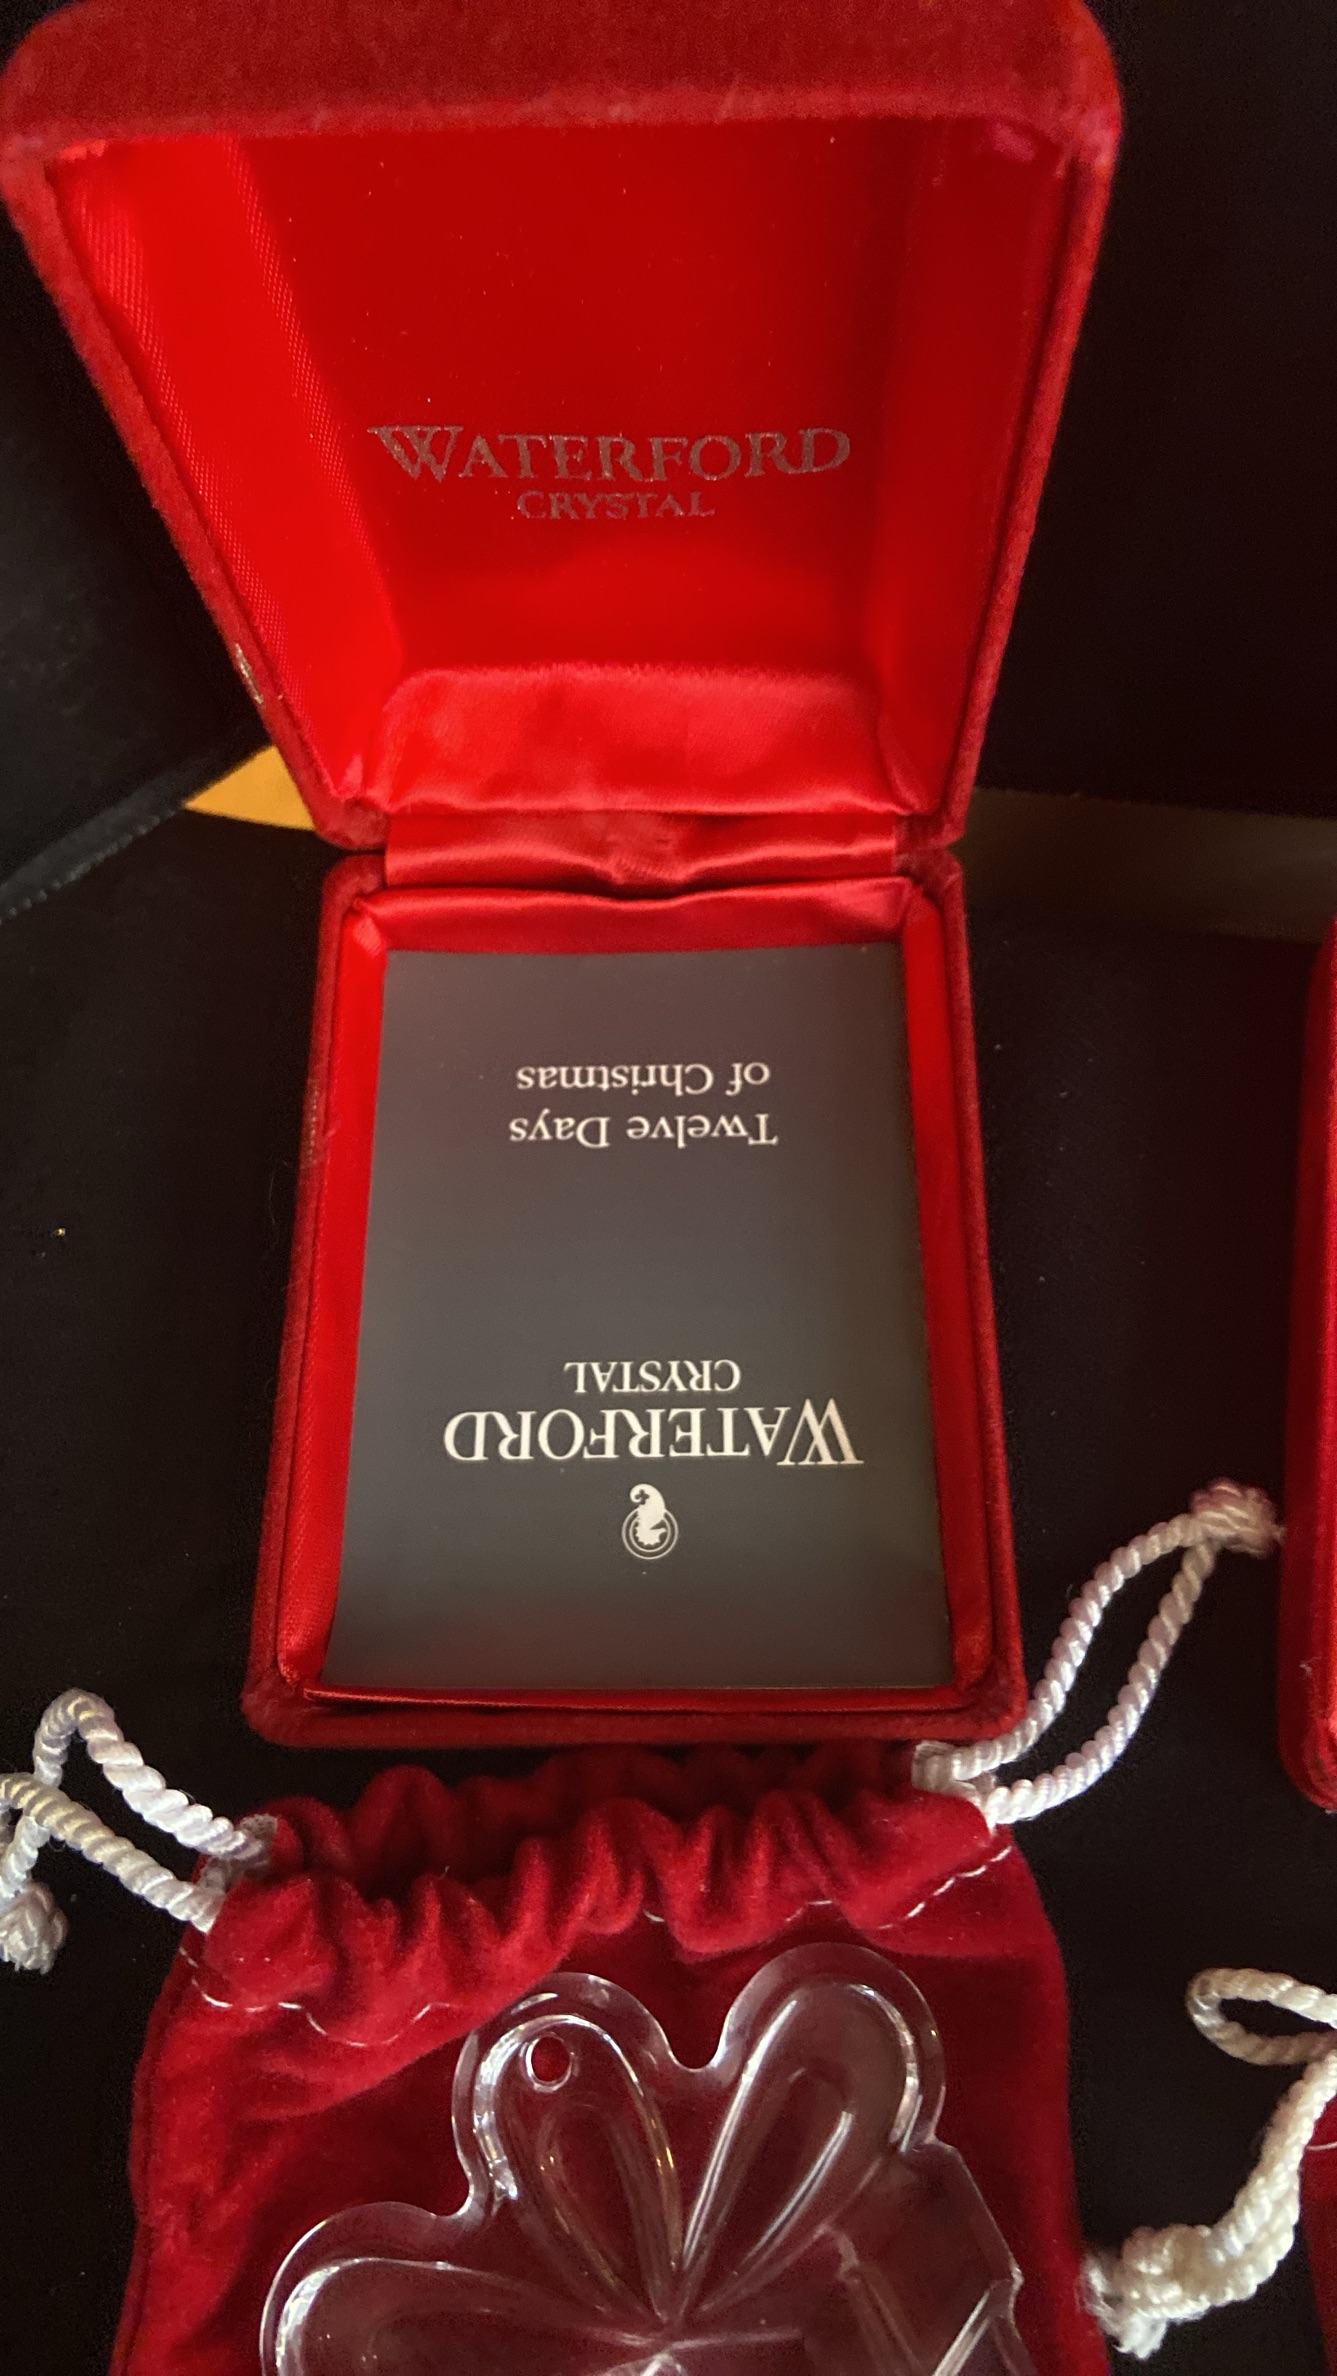 WATERFORD
CRYSTAL
WATERFORD
CRYSTAL
Twelve Days
of Christmas